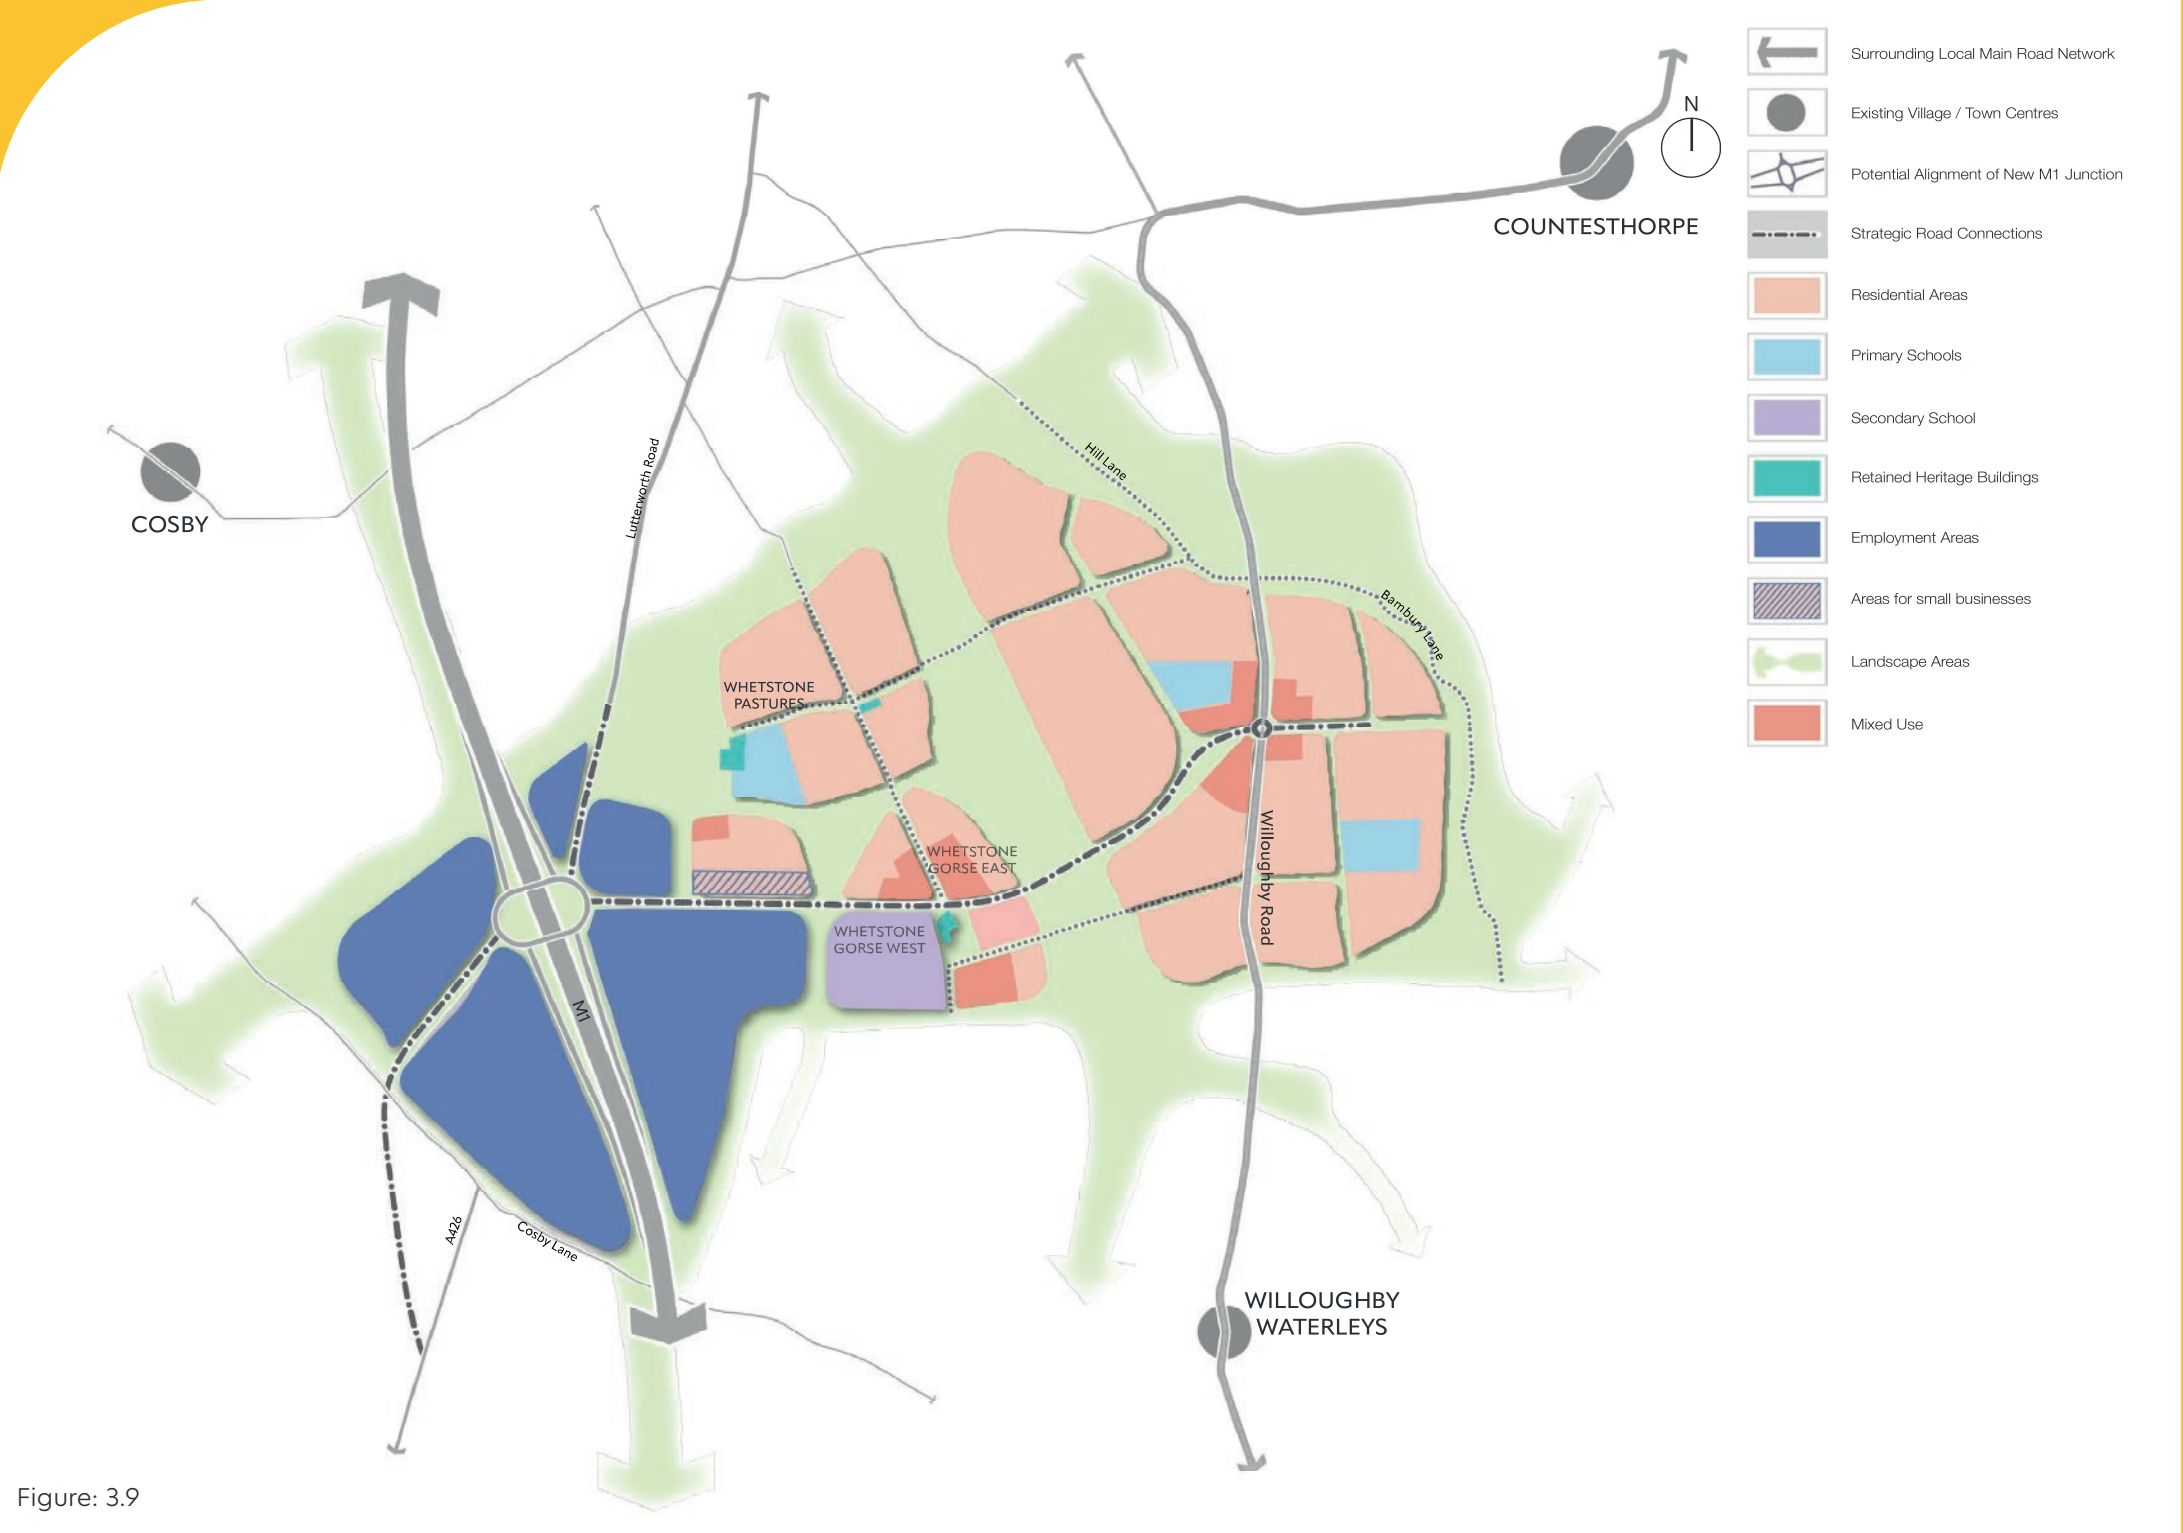 N
COUNTESTHORPE
COSBY
Lutterworth Road
Hill Lane
Bambury Lane
WHETSTONE
PASTURES
WHETSTONE
GORSE EAST
WHETSTONE
GORSE WEST
Willoughby Road
M1
A426
Cosby Lane
WILLOUGHBY
WATERLEYS
Surrounding Local Main Road Network
Existing Village / Town Centres
Potential Alignment of New M1 Junction
Strategic Road Connections
Residential Areas
Primary Schools
Secondary School
Retained Heritage Buildings
Employment Areas
Areas for small businesses
Landscape Areas
Mixed Use
Figure: 3.9